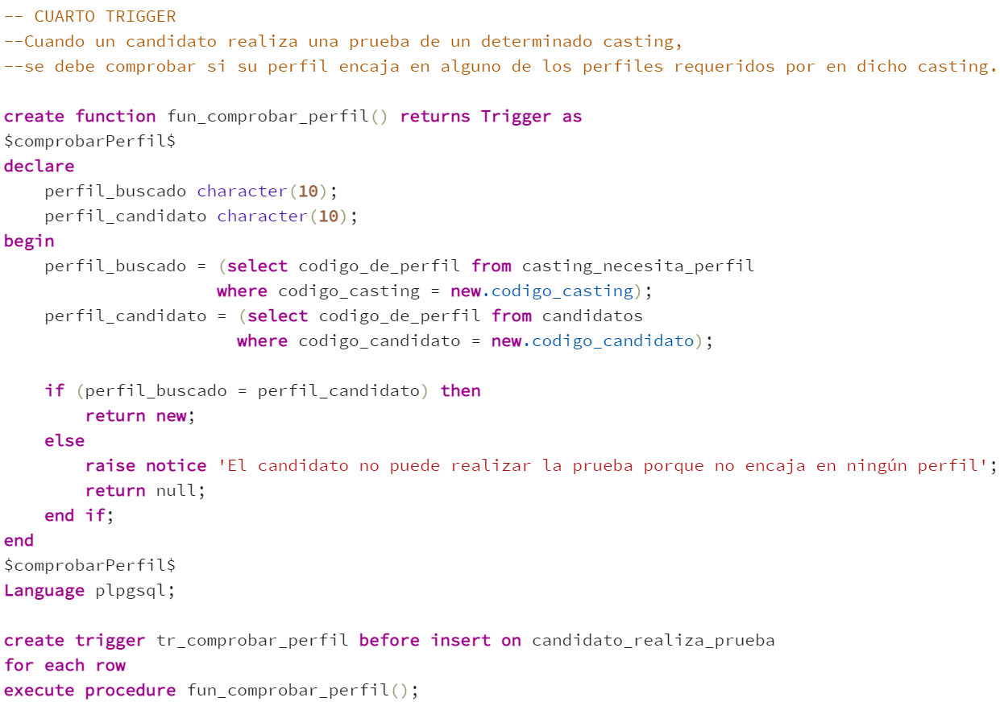 -- CUARTO TRIGGER
--Cuando un candidato realiza una prueba de un determinado casting,
--se debe comprobar si su perfil encaja en alguno de los perfiles requeridos por en dicho casting.

create function fun_comprobar_perfil() returns Trigger as
$comprobarPerfil$
declare
    perfil_buscado character(10);
    perfil_candidato character(10);
begin
    perfil_buscado = (select codigo_de_perfil from casting_necesita_perfil
                     where codigo_casting = new.codigo_casting);
    perfil_candidato = (select codigo_de_perfil from candidatos
                       where codigo_candidato = new.codigo_candidato);

    if (perfil_buscado = perfil_candidato) then
        return new;
    else
        raise notice 'El candidato no puede realizar la prueba porque no encaja en ningún perfil';
        return null;
    end if;
end
$comprobarPerfil$
Language plpgsql;

create trigger tr_comprobar_perfil before insert on candidato_realiza_prueba
for each row
execute procedure fun_comprobar_perfil();